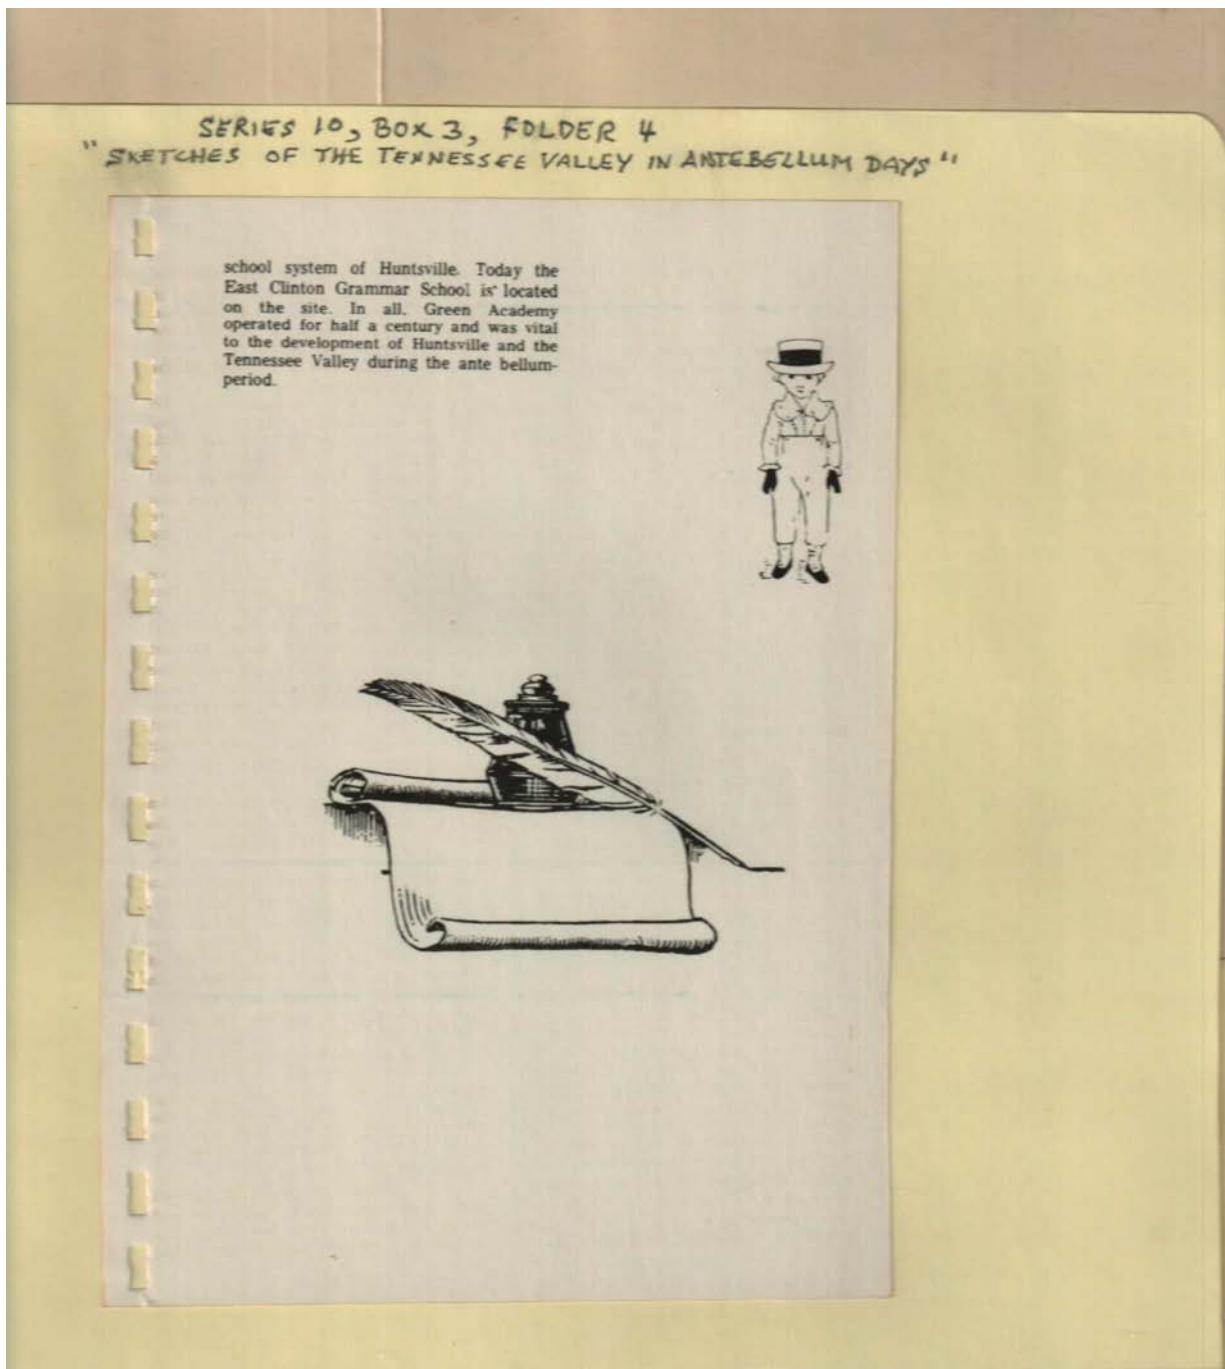 SERIES 10, BOX 3, FOLDER 4
"SKETCHES OF THE TENNESSEE VALLEY IN ANTEBELLUM DAYS"
school system of Huntsville. Today the
East Clinton Grammar School is located
on the site. In all. Green Academy
operated for half a century and was vital
to the development of Huntsville and the
Tennessee Valley during the ante bellum-
period.